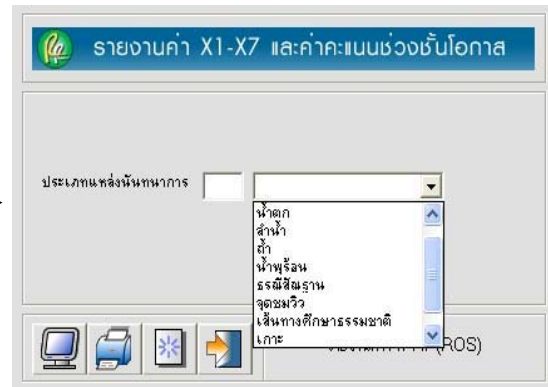 รายงานค่า X1-X7 และค่าคะแนนช่วงชั้นโอกาส
ประเภทแหล่งนันทนาการ
น้ำตก
ลำน้ำ
ถ้ำ
น้ำพุร้อน
ธรณีสัณฐาน
จุดชมวิว
เส้นทางศึกษาธรรมชาติ
เกาะ
(ROS)